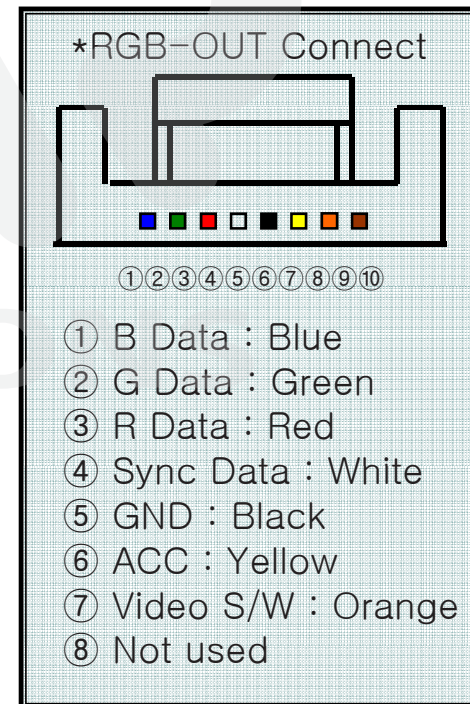 *RGB-OUT Connect
①②③④⑤⑥⑦⑧⑨⑩
① B Data : Blue
② G Data : Green
③ R Data : Red
④ Sync Data : White
⑤ GND : Black
⑥ ACC : Yellow
⑦ Video S/W : Orange
⑧ Not used